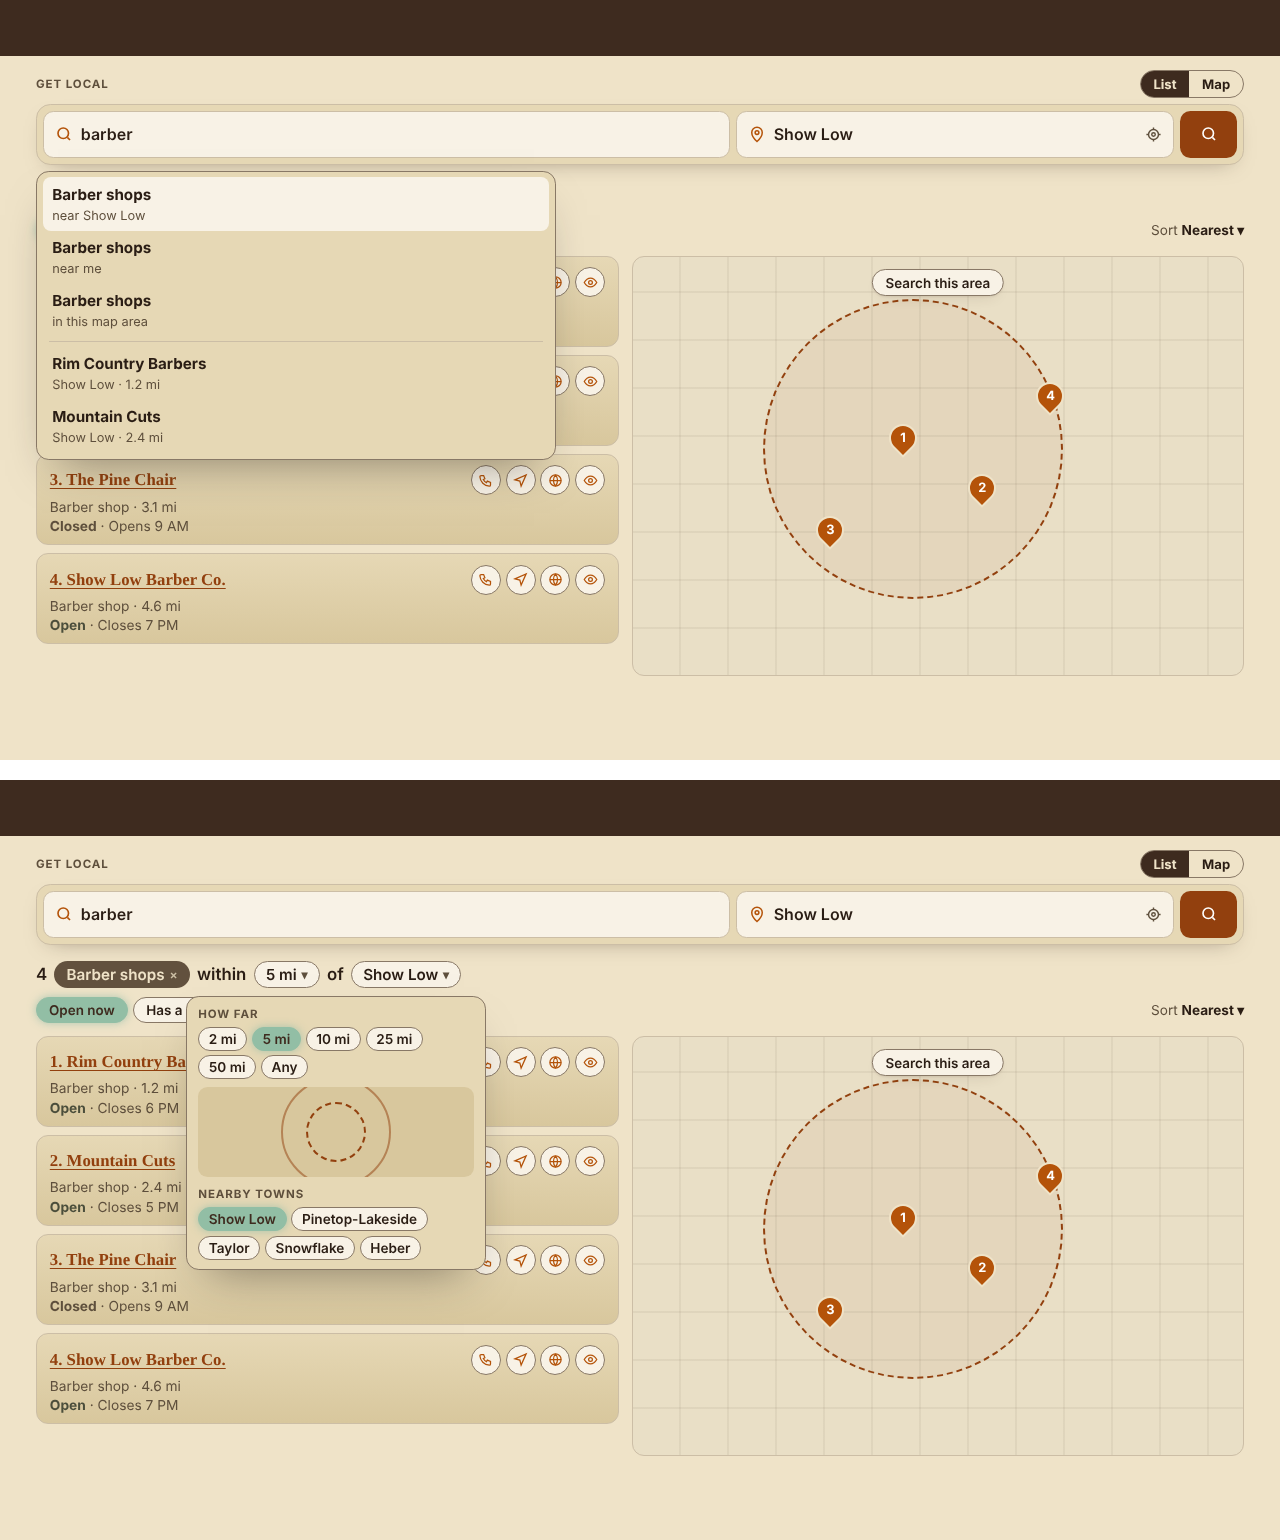 GET LOCAL
List Map
barber
Show Low
Barber shops
near Show Low
Barber shops
near me
Barber shops
in this map area
Rim Country Barbers
Show Low · 1.2 mi
Mountain Cuts
Show Low · 2.4 mi
Sort Nearest ▾
3. The Pine Chair
Barber shop · 3.1 mi
Closed · Opens 9 AM
4. Show Low Barber Co.
Barber shop · 4.6 mi
Open · Closes 7 PM
Search this area
4
1
2
3
GET LOCAL
List Map
barber
Show Low
4 Barber shops × within 5 mi ▾ of Show Low ▾
Open now Has a
Sort Nearest ▾
HOW FAR
2 mi 5 mi 10 mi 25 mi
50 mi Any
NEARBY TOWNS
Show Low Pinetop-Lakeside
Taylor Snowflake Heber
1. Rim Country Ba
Barber shop · 1.2 mi
Open · Closes 6 PM
2. Mountain Cuts
Barber shop · 2.4 mi
Open · Closes 5 PM
3. The Pine Chair
Barber shop · 3.1 mi
Closed · Opens 9 AM
4. Show Low Barber Co.
Barber shop · 4.6 mi
Open · Closes 7 PM
Search this area
4
1
2
3